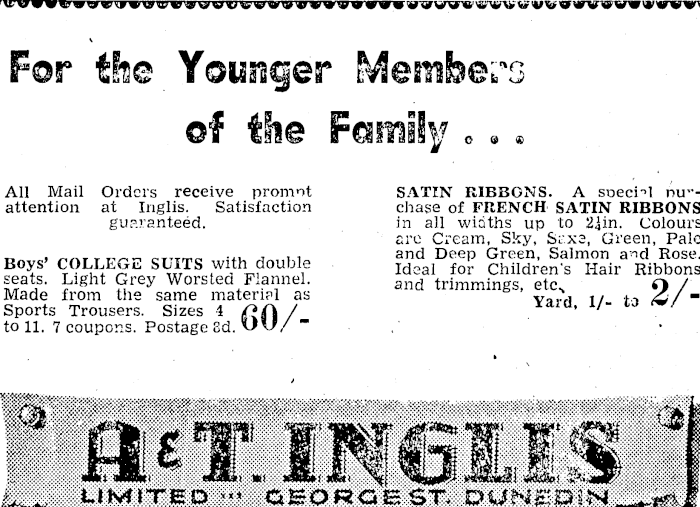 For the Younger Members
of the Family . . .
All Mail Orders receive prompt
attention at Inglis. Satisfaction
guaranteed.
Boys' COLLEGE SUITS with double
seats. Light Grey Worsted Flannel.
Made from the same material as
Sports Trousers. Sizes 4
to 11. 7 coupons. Postage 8d. 60/-
SATIN RIBBONS. A special pur-
chase of FRENCH SATIN RIBBONS
in all widths up to 2¼in. Colours
are Cream, Sky, Saxe, Green, Pale
and Deep Green, Salmon and Rose.
Ideal for Children's Hair Ribbons
and trimmings, etc.
Yard, 1/- to 2/-
A & T. INGLIS
LIMITED ... GEORGE ST. DUNEDIN